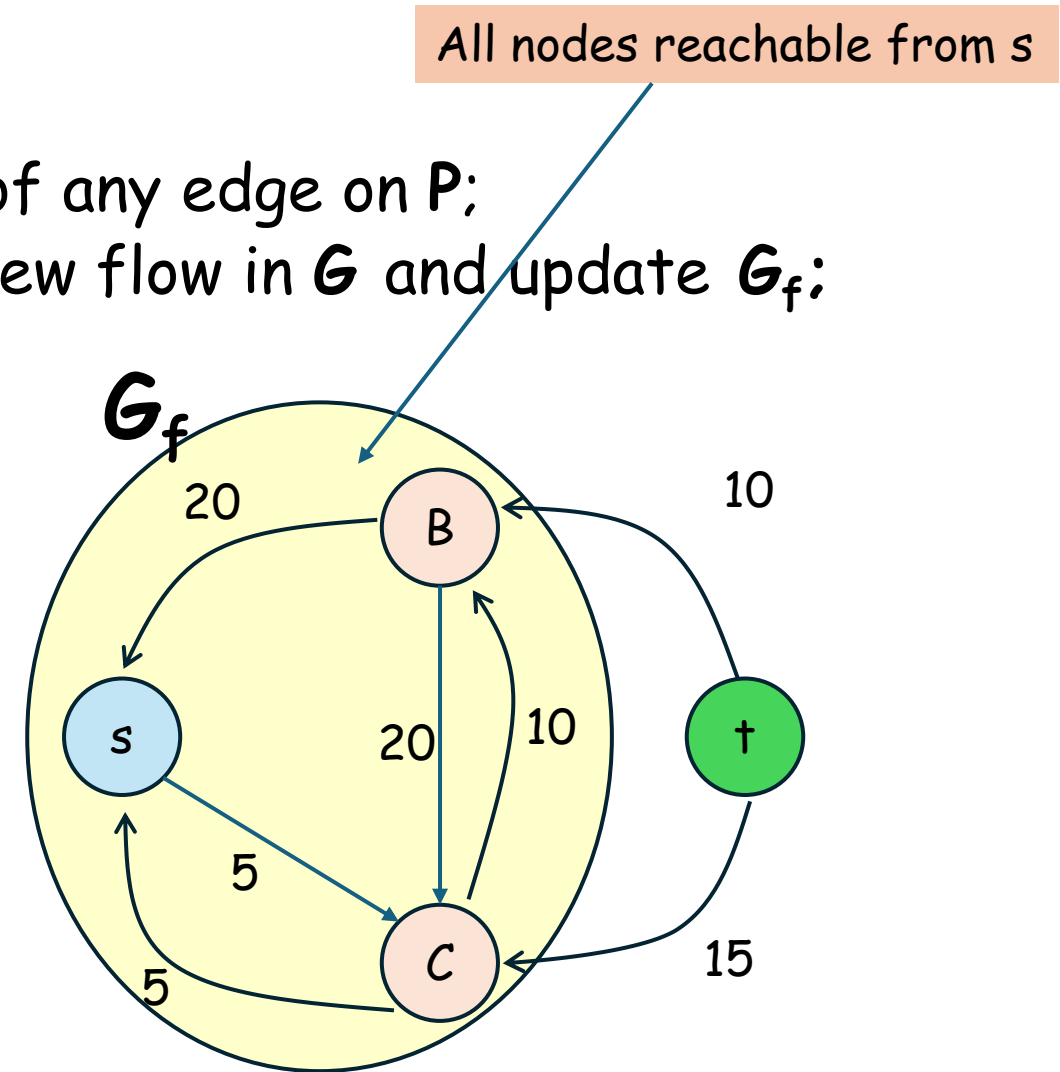 All nodes reachable from s
of any edge on P;
ew flow in G and update Gf;
Gf
20
B
10
s
20
10
t
5
C
5
15